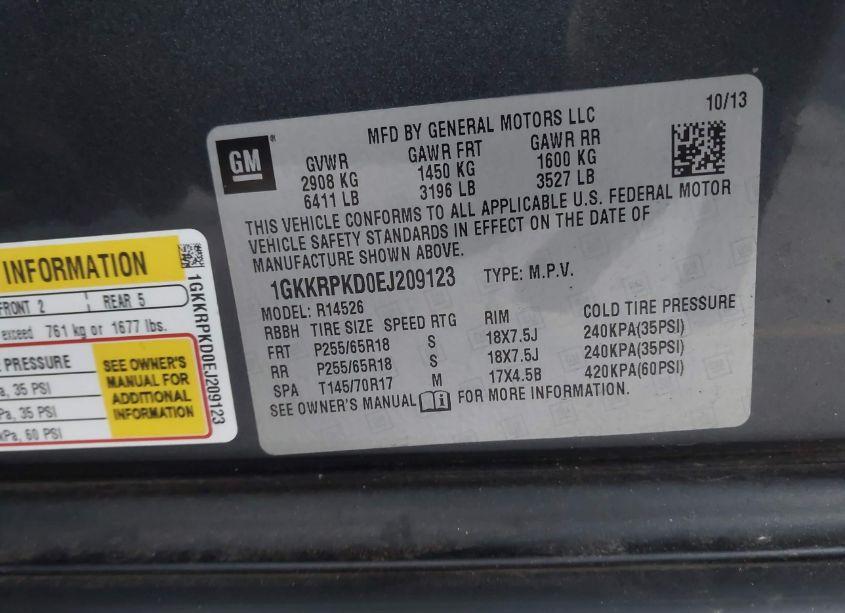 10/13
GM
MFD BY GENERAL MOTORS LLC
GVWR GAWR FRT GAWR RR
2908 KG 1450 KG 1600 KG
6411 LB 3196 LB 3527 LB
THIS VEHICLE CONFORMS TO ALL APPLICABLE U.S. FEDERAL MOTOR
VEHICLE SAFETY STANDARDS IN EFFECT ON THE DATE OF
MANUFACTURE SHOWN ABOVE.
1GKKRPKD0EJ209123 TYPE: M.P.V.
MODEL: R14526
RBBH TIRE SIZE SPEED RTG RIM COLD TIRE PRESSURE
FRT P255/65R18 S 18X7.5J 240KPA(35PSI)
RR P255/65R18 S 18X7.5J 240KPA(35PSI)
SPA T145/70R17 M 17X4.5B 420KPA(60PSI)
SEE OWNER'S MANUAL i FOR MORE INFORMATION.
INFORMATION
FRONT 2 REAR 5
exceed 761 kg or 1677 lbs.
PRESSURE
a, 35 PSI
Pa, 35 PSI
kPa, 60 PSI
SEE OWNER'S
MANUAL FOR
ADDITIONAL
INFORMATION
1GKKRPKD0EJ209123